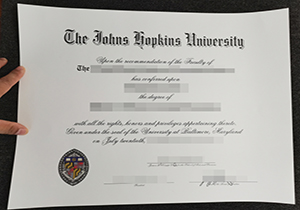 The Johns Hopkins University
Upon the recommendation of the Faculty of
The
has conferred upon
the degree of
with all the rights, honors and privileges appertaining thereto.
Given under the seal of the University at Baltimore, Maryland
on July twentieth,